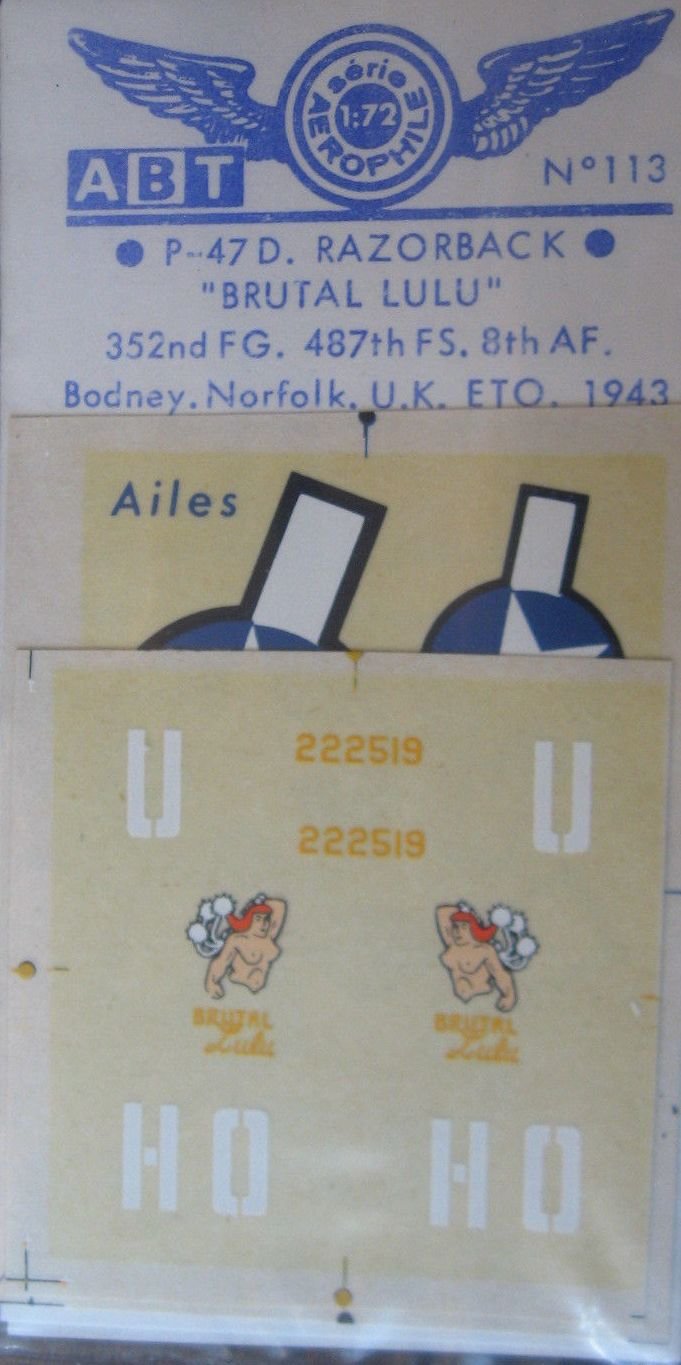 série
AEROPHILE
1:72
ABT
Nº113
P-47D. RAZORBACK
"BRUTAL LULU"
352nd FG. 487th FS. 8th AF.
Bodney. Norfolk. U.K. ETO. 1943
Ailes
U 222519 U
222519
BRUTAL BRUTAL
Lulu Lulu
HO HO